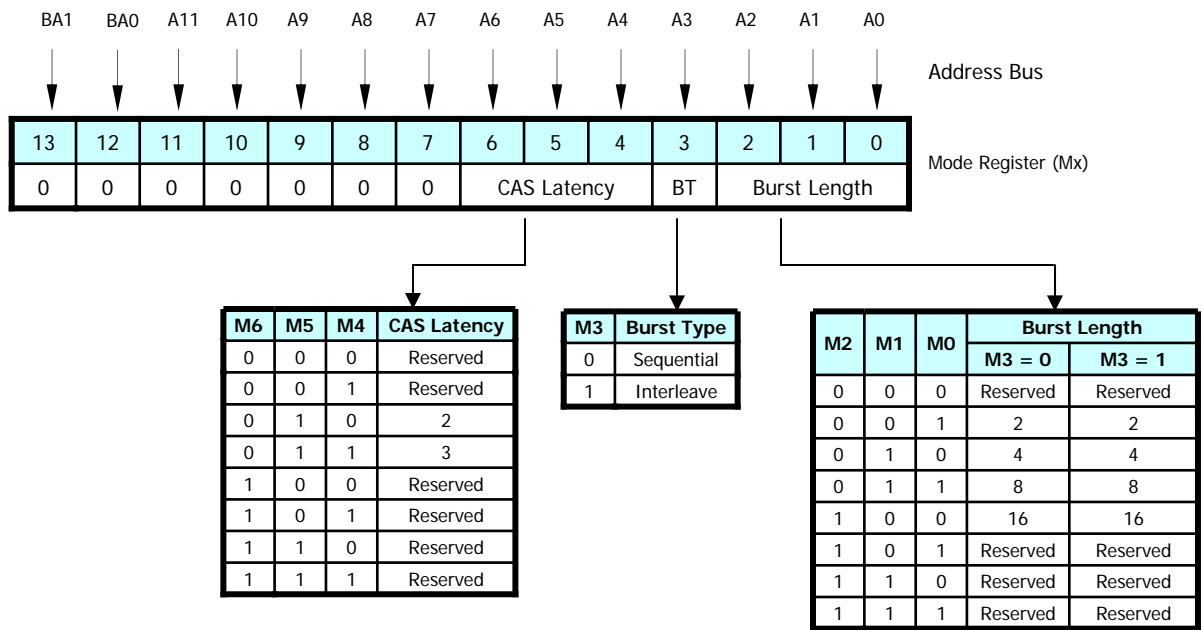 BA1 BA0 A11 A10 A9 A8 A7 A6 A5 A4 A3 A2 A1 A0
Address Bus
13 12 11 10 9 8 7 6 5 4 3 2 1 0
Mode Register (Mx)
0 0 0 0 0 0 0 CAS Latency BT Burst Length
M6 M5 M4 CAS Latency
0 0 0 Reserved
0 0 1 Reserved
0 1 0 2
0 1 1 3
1 0 0 Reserved
1 0 1 Reserved
1 1 0 Reserved
1 1 1 Reserved
M3 Burst Type
0 Sequential
1 Interleave
M2 M1 M0 Burst Length
M3 = 0 M3 = 1
0 0 0 Reserved Reserved
0 0 1 2 2
0 1 0 4 4
0 1 1 8 8
1 0 0 16 16
1 0 1 Reserved Reserved
1 1 0 Reserved Reserved
1 1 1 Reserved Reserved